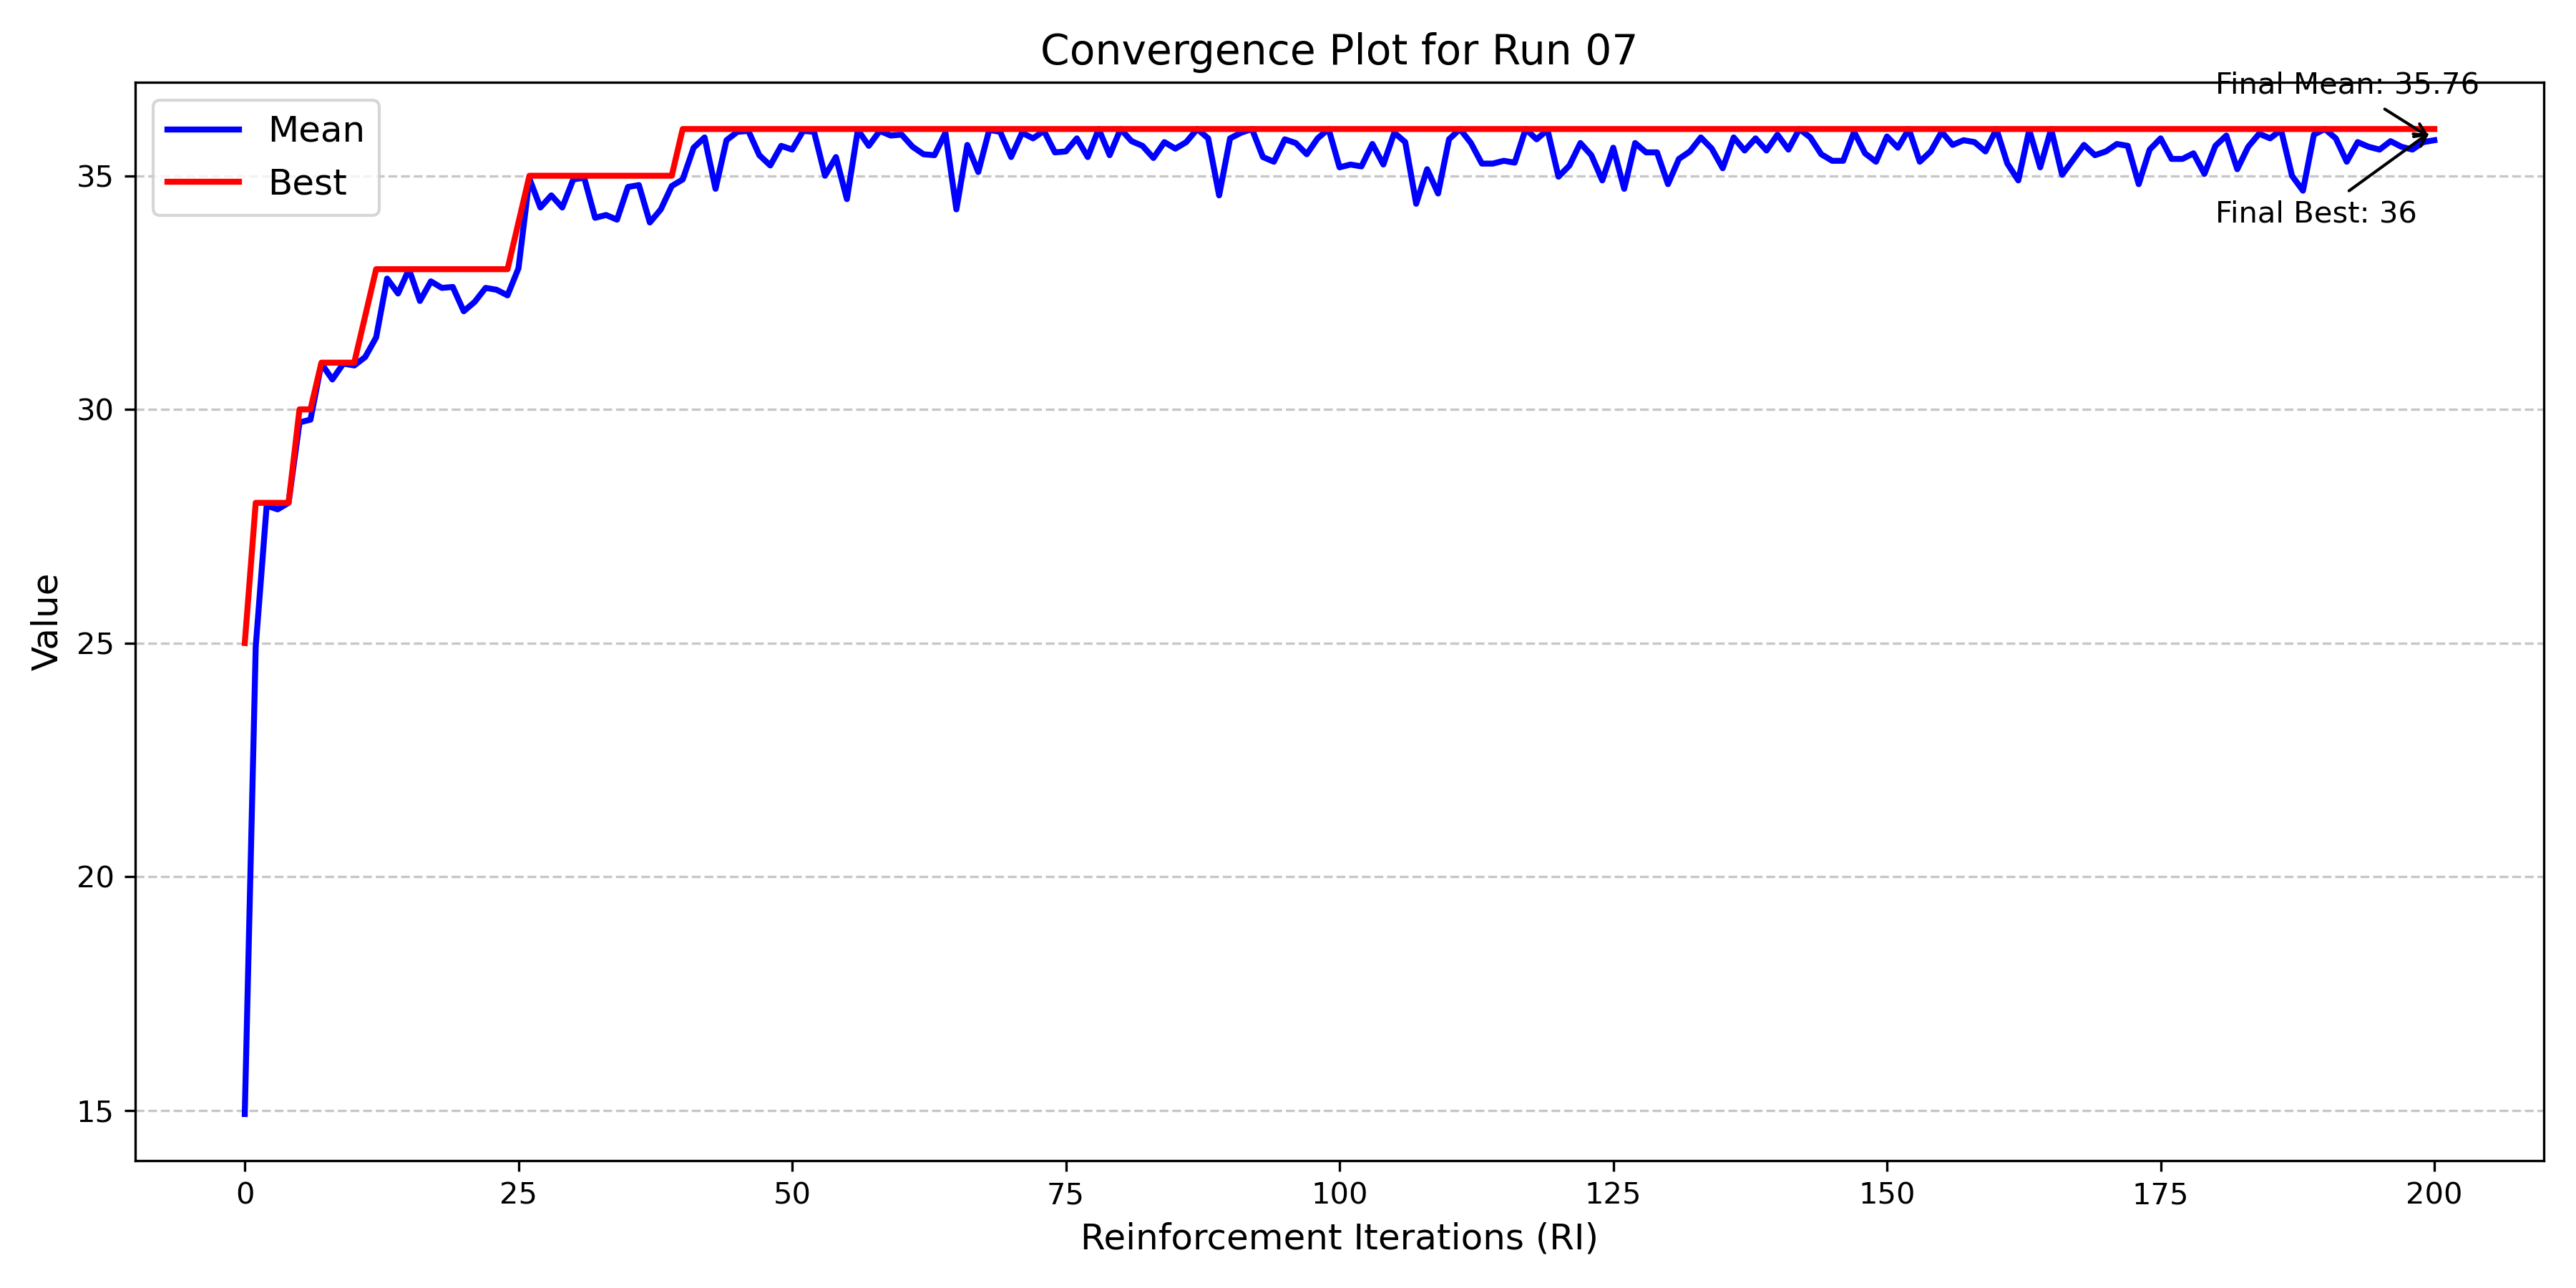 Convergence Plot for Run 07
Final Mean: 35.76
Mean
Best
Final Best: 36
Value
35
30
25
20
15
0 25 50 75 100 125 150 175 200
Reinforcement Iterations (RI)